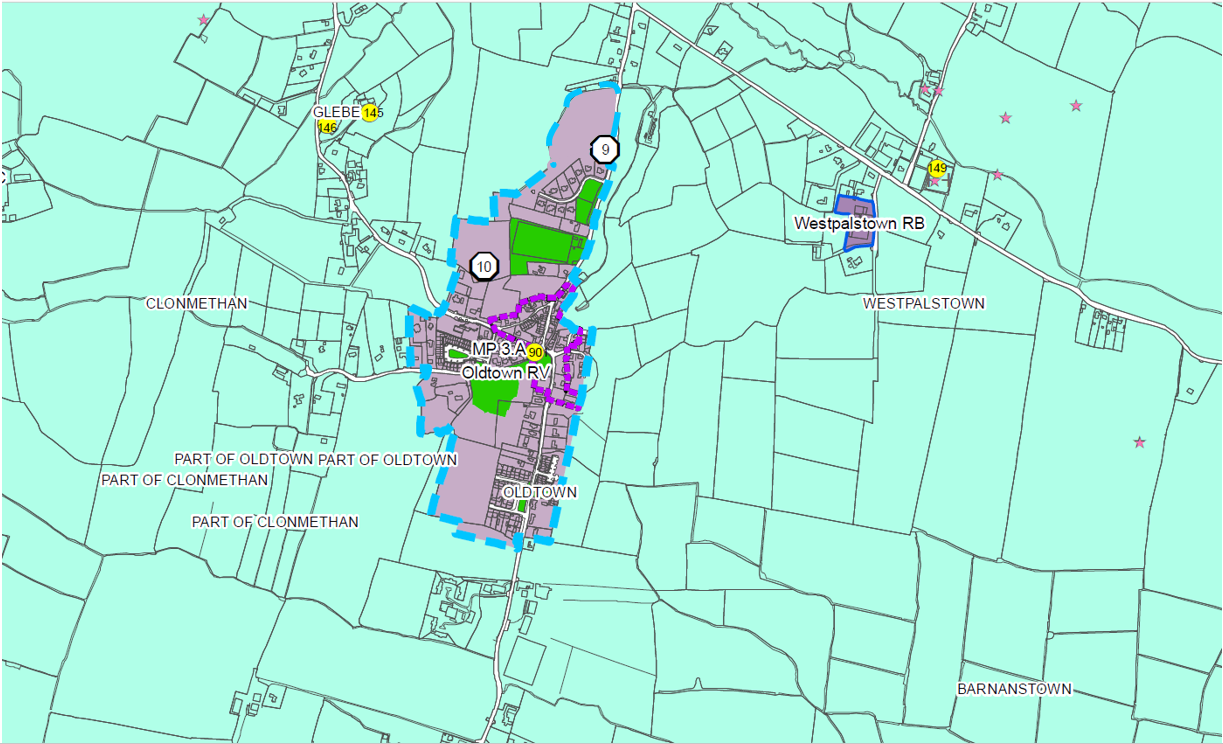 GLEBE 145
146
9
149
Westpalstown RB
10
CLONMETHAN
WESTPALSTOWN
MP 3.A 90
Oldtown RV
PART OF OLDTOWN PART OF OLDTOWN
PART OF CLONMETHAN
OLDTOWN
PART OF CLONMETHAN
BARNANSTOWN